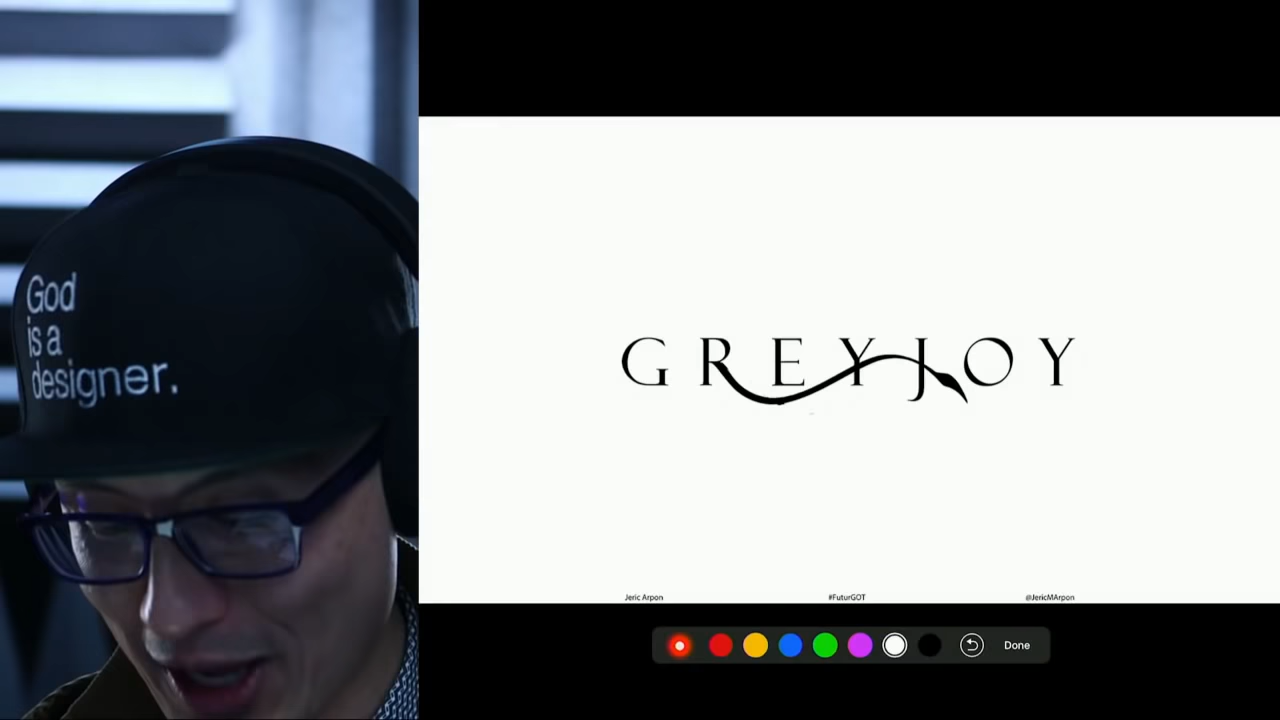 God
is a
designer.
GREYJOY
Jeric Arpon
#FuturGOT
@JericMArpon
Done